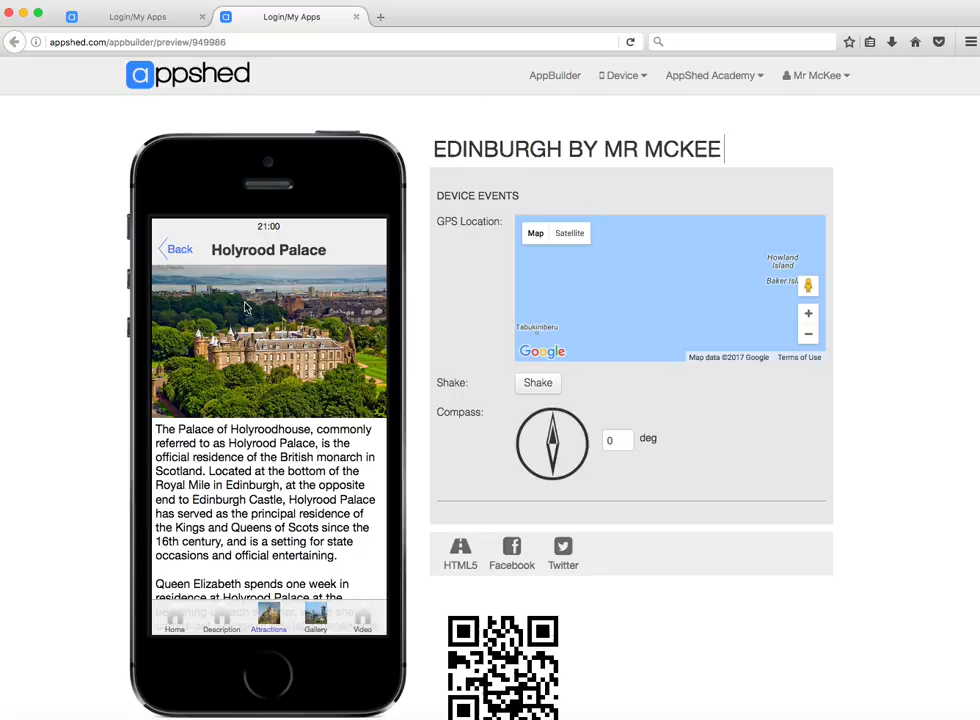 Login/My Apps
Login/My Apps
appshed.com/appbuilder/preview/949986
appshed
AppBuilder
Device
AppShed Academy
Mr McKee
EDINBURGH BY MR MCKEE
21:00
Back
Holyrood Palace
The Palace of Holyroodhouse, commonly
referred to as Holyrood Palace, is the
official residence of the British monarch in
Scotland. Located at the bottom of the
Royal Mile in Edinburgh, at the opposite
end to Edinburgh Castle, Holyrood Palace
has served as the principal residence of
the Kings and Queens of Scots since the
16th century, and is a setting for state
occasions and official entertaining.
Queen Elizabeth spends one week in
residence at Holyrood Palace at the
Home
Description
Attractions
Gallery
Video
DEVICE EVENTS
GPS Location:
Map
Satellite
Howland
Island
Baker Isl
Tabukiniberu
Google
Map data ©2017 Google
Terms of Use
Shake:
Shake
Compass:
0
deg
HTML5
Facebook
Twitter